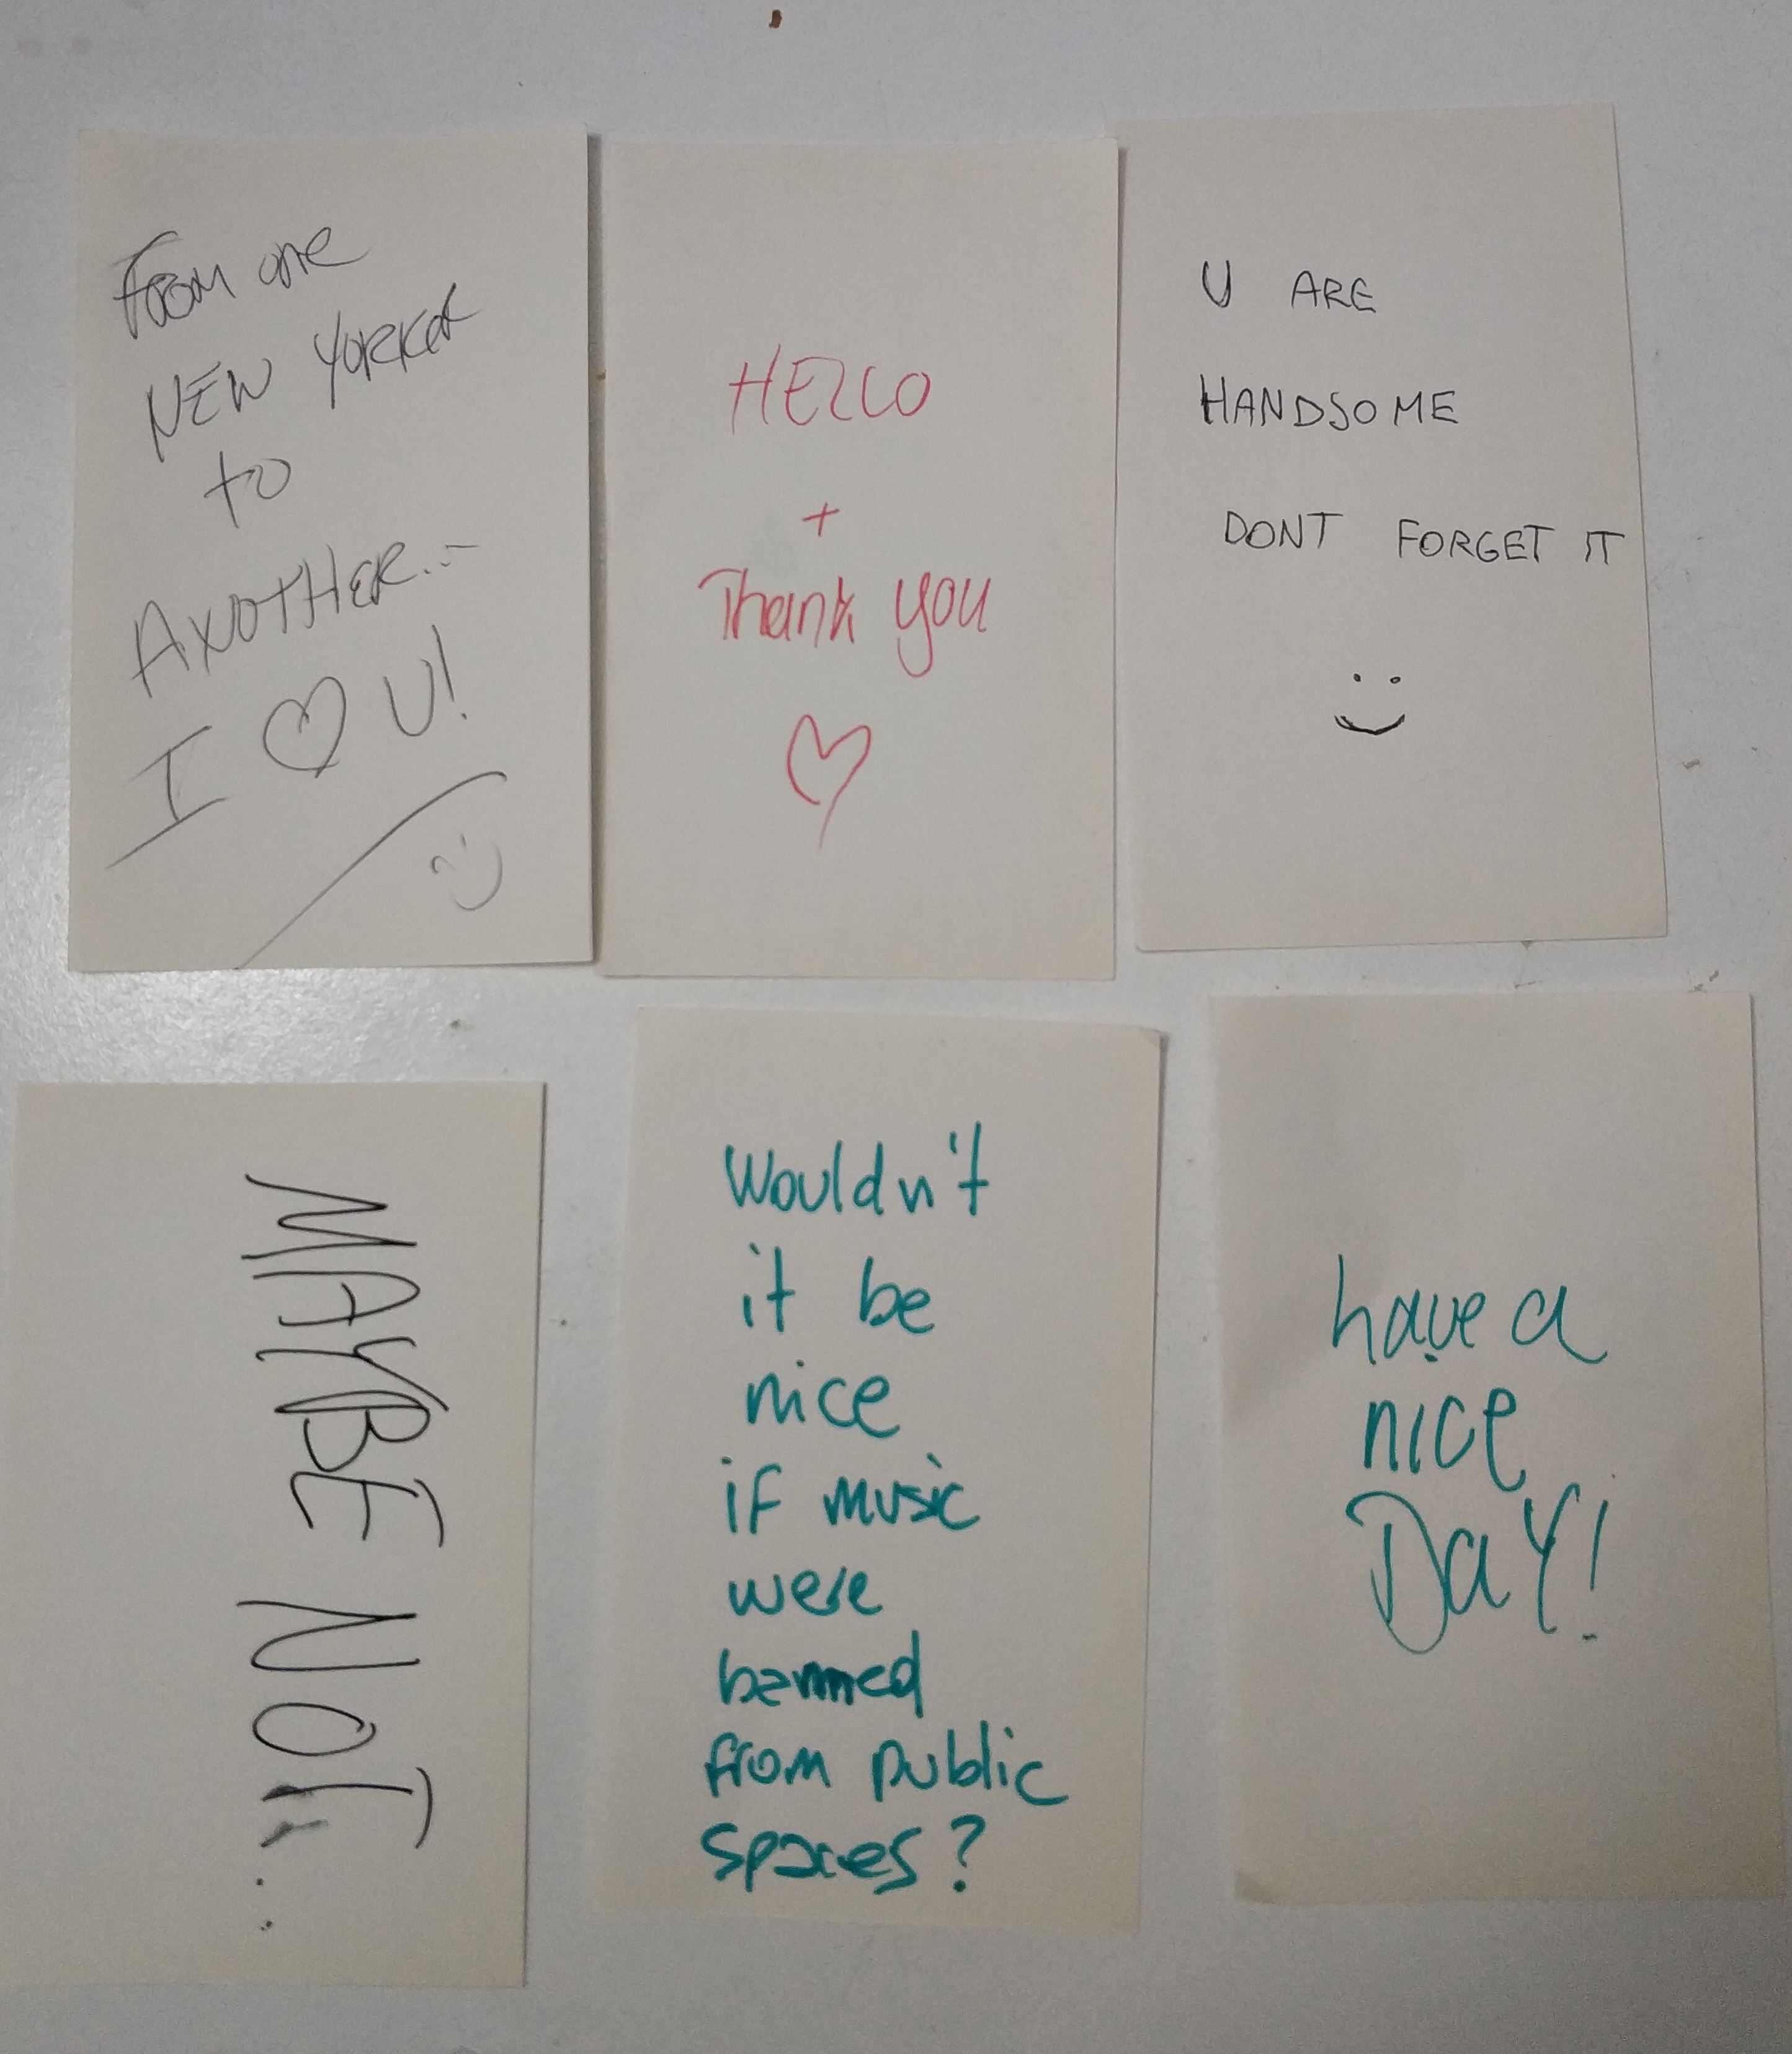 From one
NEW YORKER
to
ANOTHER...
I ♡ U!
HELLO
+
Thank you
♡
U ARE
HANDSOME
DONT FORGET IT
MAYBE NOT...
Wouldn't
it be
nice
if music
were
banned
from public
spaces?
have a
nice
DaY!